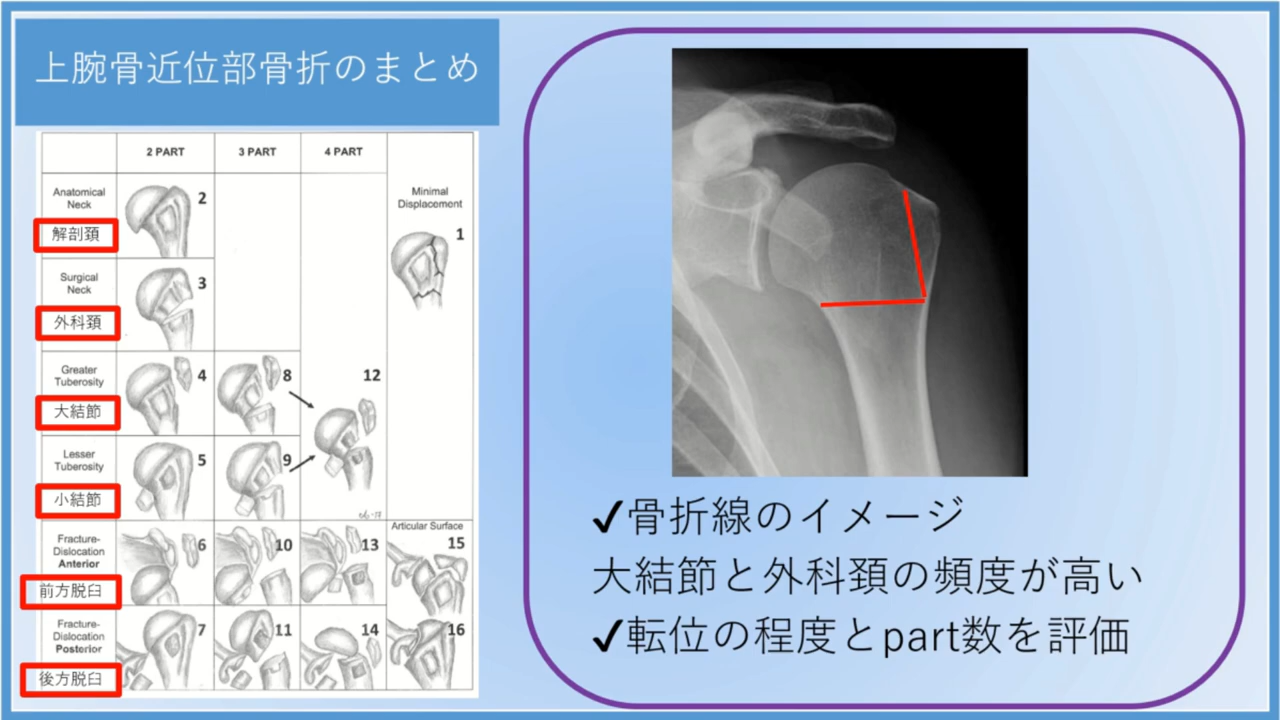 上腕骨近位部骨折のまとめ
2 PART
3 PART
4 PART
Anatomical
Neck
解剖頚
2
Minimal
Displacement
1
Surgical
Neck
外科頚
3
Greater
Tuberosity
大結節
4
8
12
Lesser
Tuberosity
小結節
5
9
Fracture-
Dislocation
Anterior
前方脱臼
6
10
13
Articular Surface
15
Fracture-
Dislocation
Posterior
後方脱臼
7
11
14
16
✓骨折線のイメージ
大結節と外科頚の頻度が高い
✓転位の程度とpart数を評価